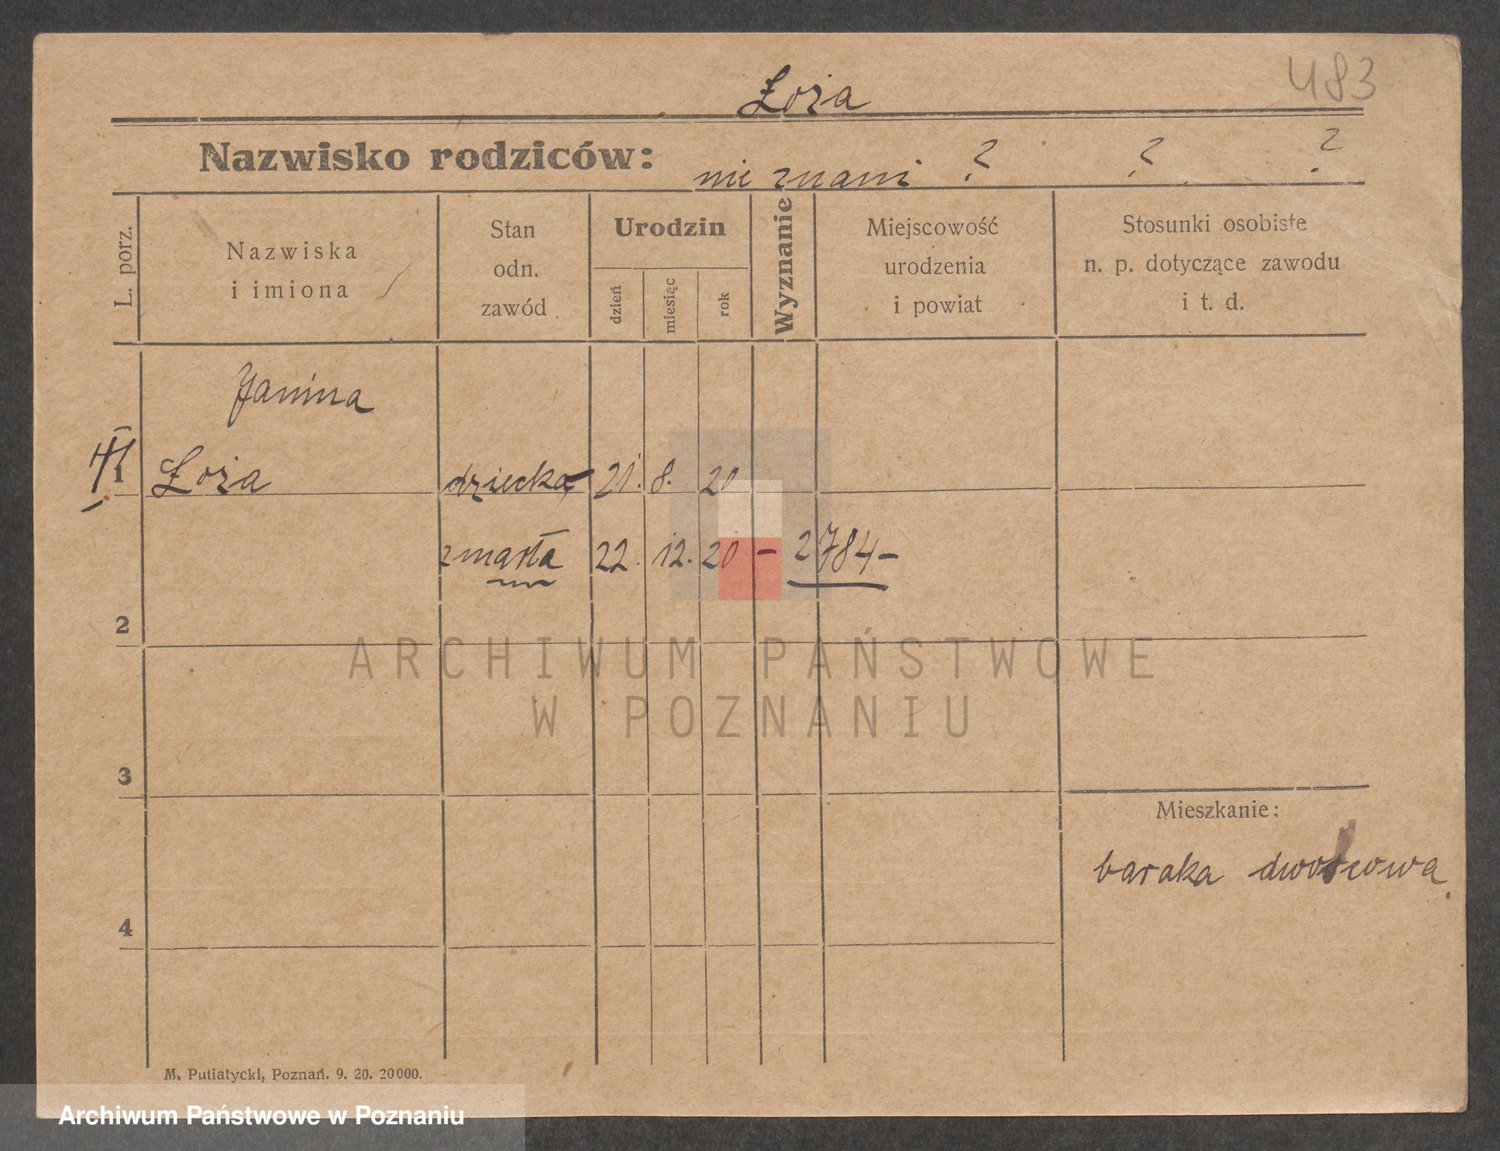 483
Łoża
Nazwisko rodziców: nieznani ? ? ?
L. porz.
Nazwiska
i imiona
Stan
odn.
zawód
Urodzin
dzień
miesiąc
rok
Wyznanie
Miejscowość
urodzenia
i powiat
Stosunki osobiste
n. p. dotyczące zawodu
i t. d.
Janina
1 Łoża dziecko 21. 8. 20
zmarła 22. 12. 20 – 2784 –
2
ARCHIWUM PAŃSTWOWE
W POZNANIU
3
Mieszkanie:
baraka dworcowa.
4
M. Putiatycki, Poznań. 9. 20. 20000.
Archiwum Państwowe w Poznaniu